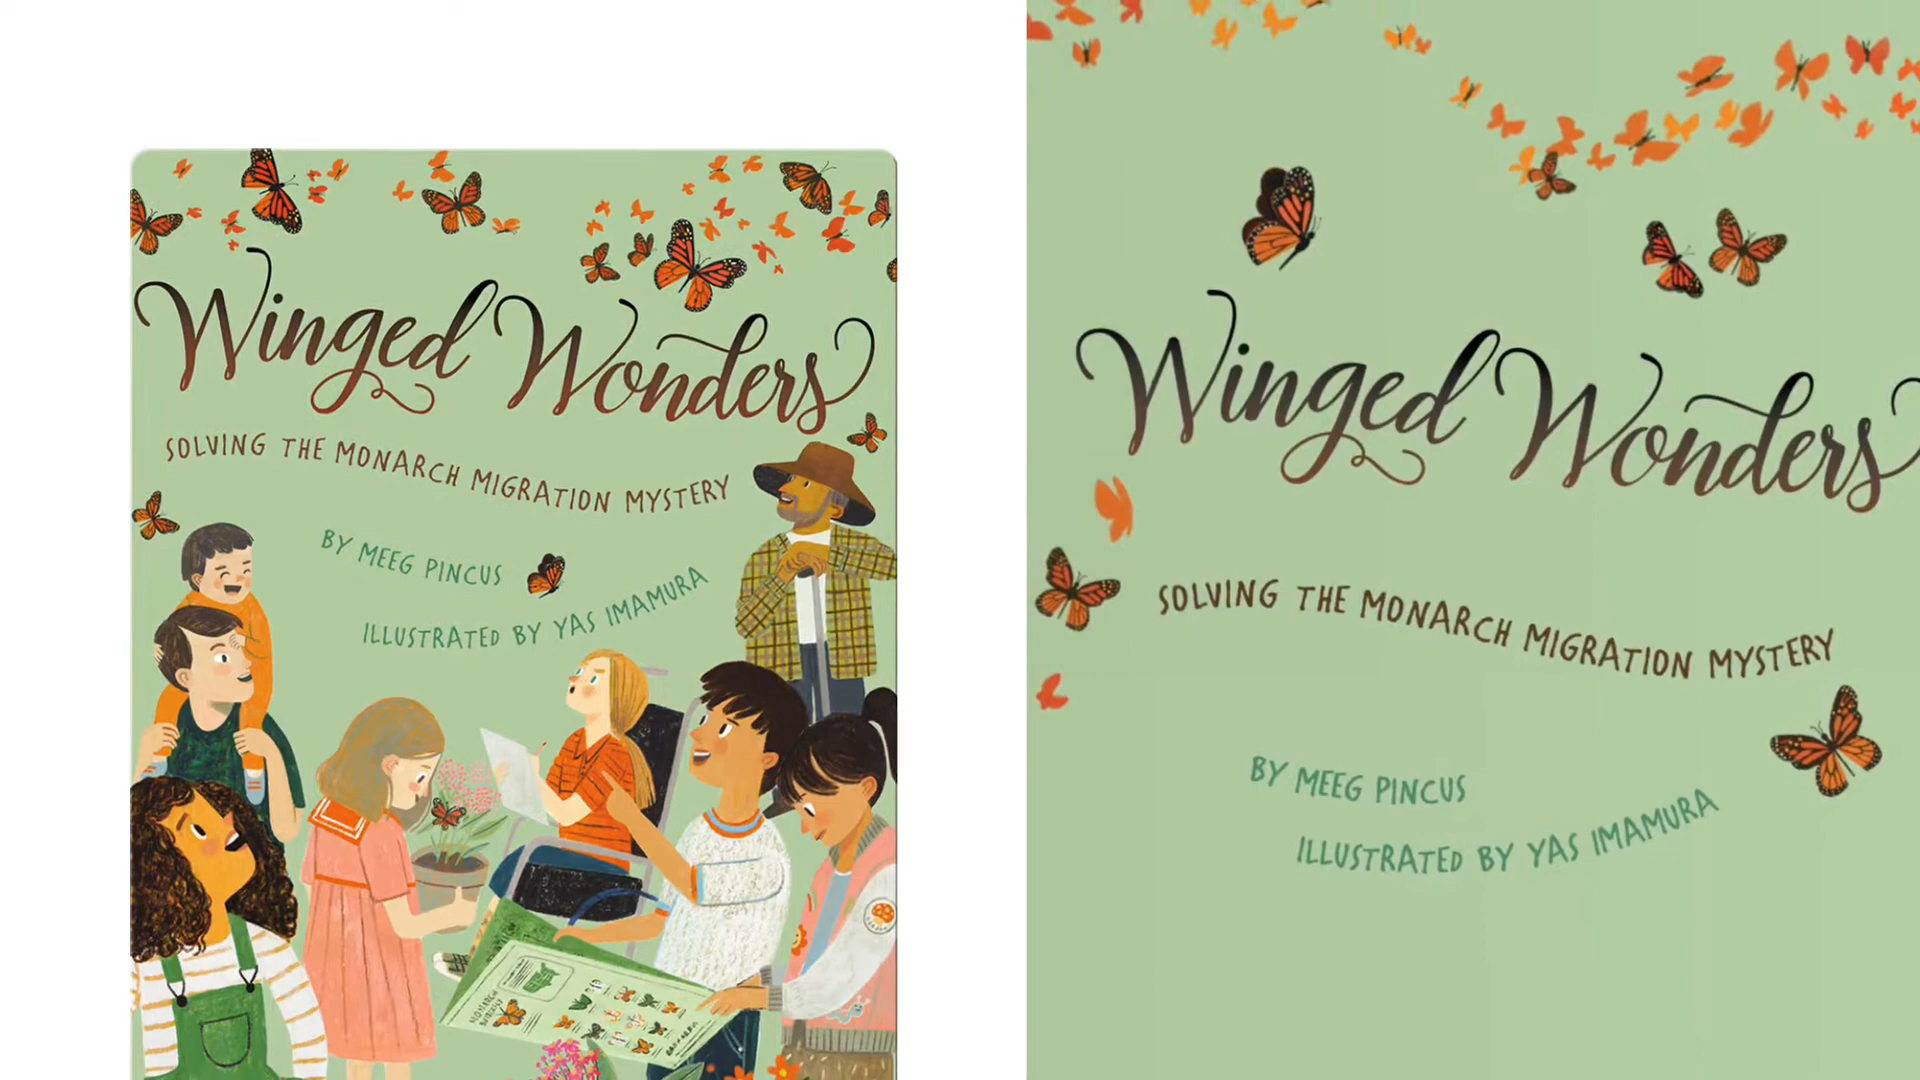 Winged Wonders
SOLVING THE MONARCH MIGRATION MYSTERY
BY MEEG PINCUS
ILLUSTRATED BY YAS IMAMURA
MONARCH
Winged Wonders
SOLVING THE MONARCH MIGRATION MYSTERY
BY MEEG PINCUS
ILLUSTRATED BY YAS IMAMURA